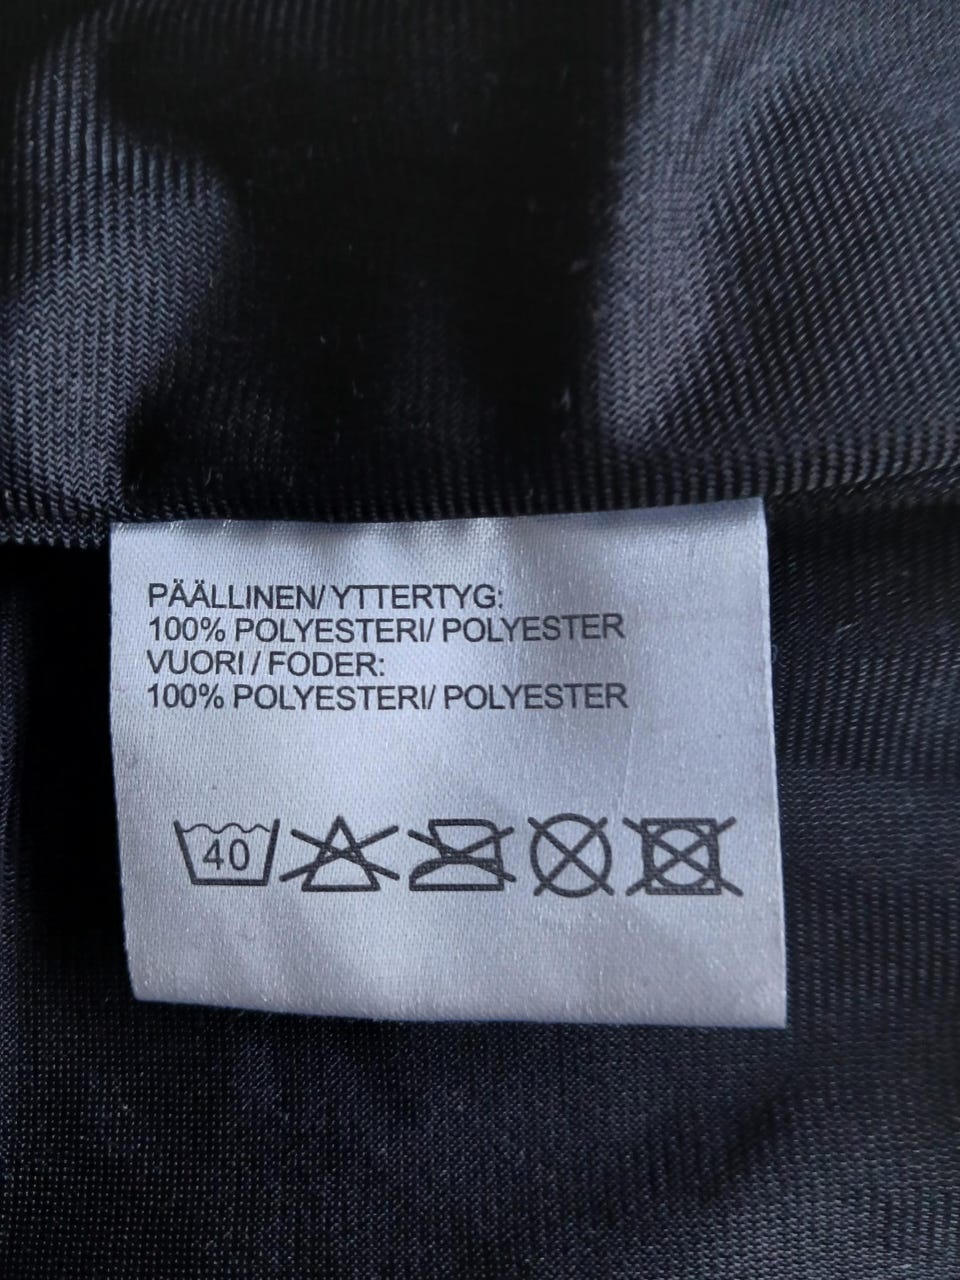 PÄÄLLINEN/ YTTERTYG:
100% POLYESTERI/ POLYESTER
VUORI / FODER:
100% POLYESTERI/ POLYESTER
40